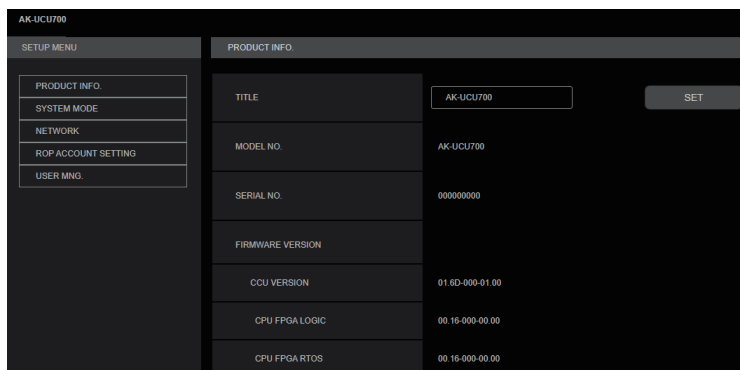 AK-UCU700
SETUP MENU
PRODUCT INFO.
SYSTEM MODE
NETWORK
ROP ACCOUNT SETTING
USER MNG.
PRODUCT INFO.
TITLE AK-UCU700 SET
MODEL NO. AK-UCU700
SERIAL NO. 000000000
FIRMWARE VERSION
CCU VERSION 01.6D-000-01.00
CPU FPGA LOGIC 00.16-000-00.00
CPU FPGA RTOS 00.16-000-00.00